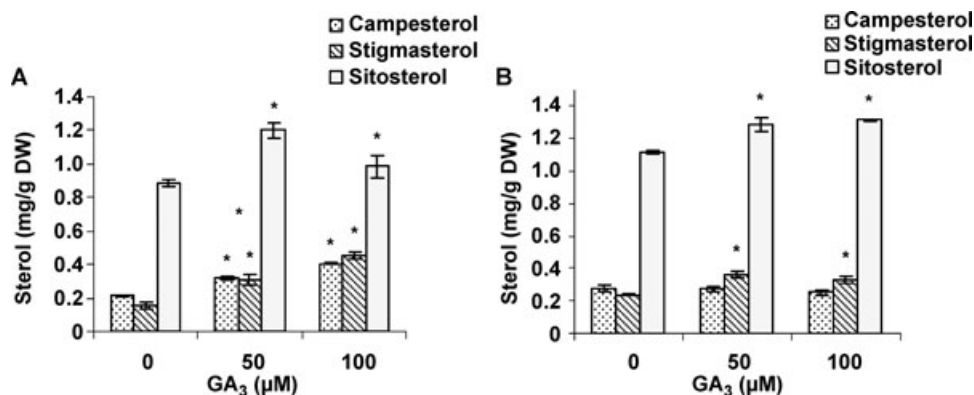 Campesterol
Stigmasterol
Sitosterol
A
1.4
1.2
1.0
0.8
0.6
0.4
0.2
0
Sterol (mg/g DW)
* * * * * * *
0 50 100
GA₃ (µM)
Campesterol
Stigmasterol
Sitosterol
B
1.4
1.2
1.0
0.8
0.6
0.4
0.2
0
Sterol (mg/g DW)
* * * *
0 50 100
GA₃ (µM)